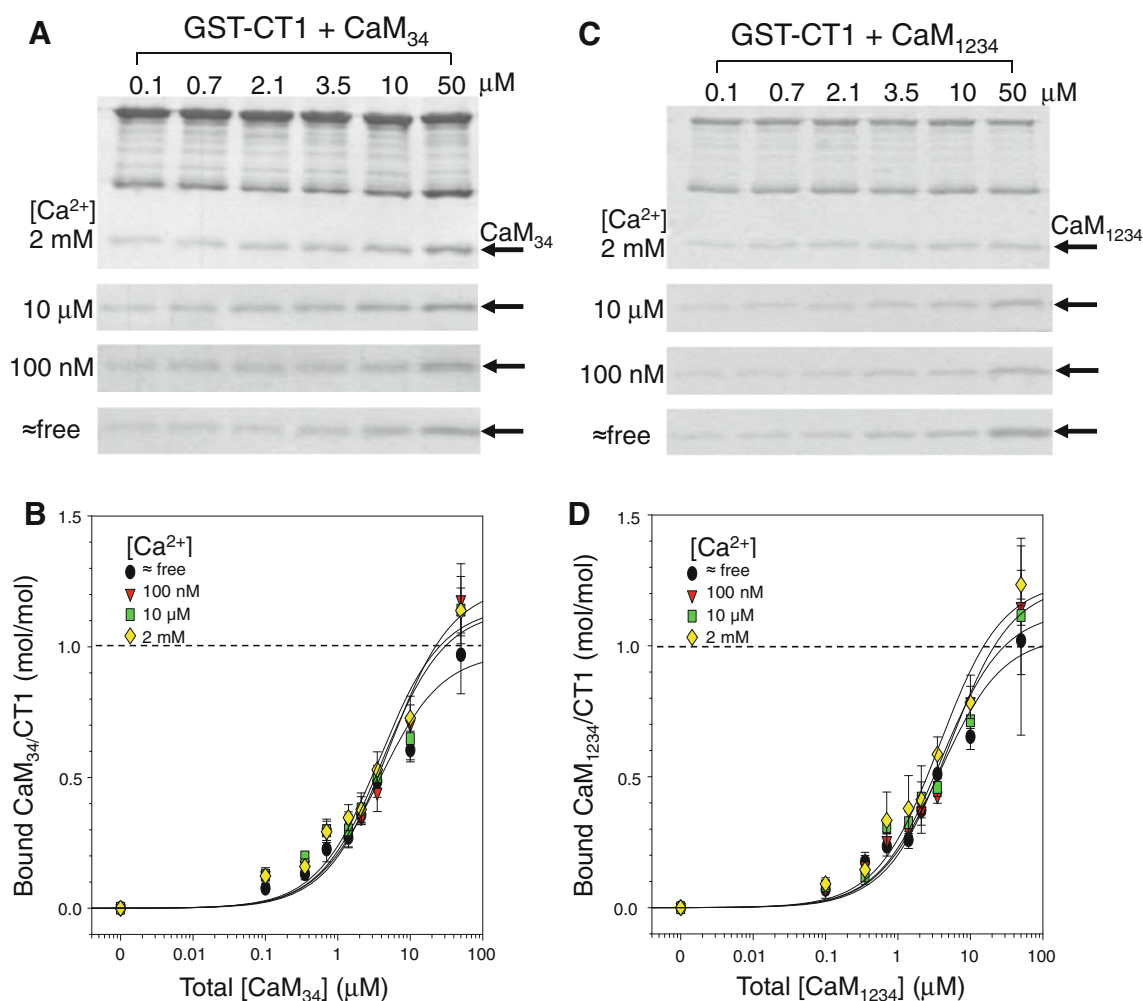 A
GST-CT1 + CaM34
0.1 0.7 2.1 3.5 10 50 μM
[Ca2+]
2 mM
CaM34
10 μM
100 nM
≈free
C
GST-CT1 + CaM1234
0.1 0.7 2.1 3.5 10 50 μM
[Ca2+]
2 mM
CaM1234
10 μM
100 nM
≈free
B
1.5
[Ca2+]
≈ free
100 nM
10 μM
2 mM
1.0
0.5
0.0
Bound CaM34/CT1 (mol/mol)
0 0.01 0.1 1 10 100
Total [CaM34] (μM)
D
1.5
[Ca2+]
≈ free
100 nM
10 μM
2 mM
1.0
0.5
0.0
Bound CaM1234/CT1 (mol/mol)
0 0.01 0.1 1 10 100
Total [CaM1234] (μM)